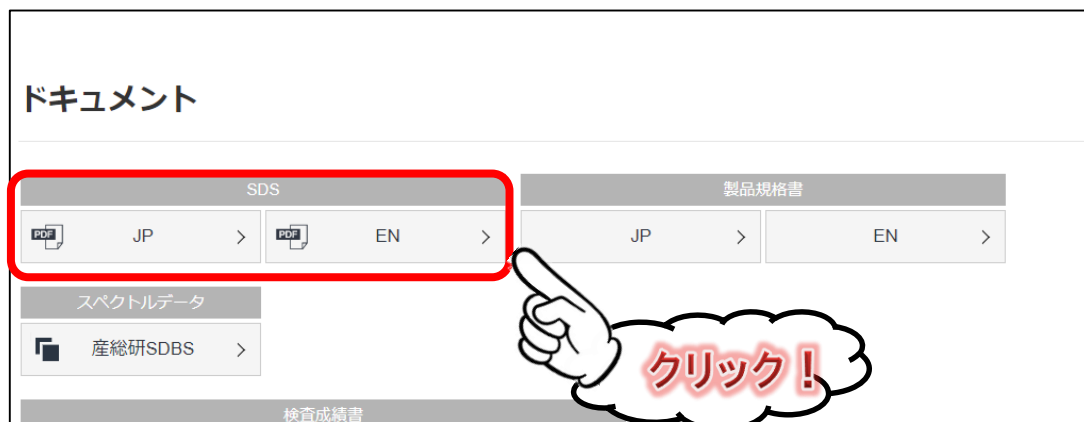 ドキュメント
SDS
製品規格書
PDF JP
PDF EN
JP
EN
スペクトルデータ
産総研SDBS
クリック！
検査成績書